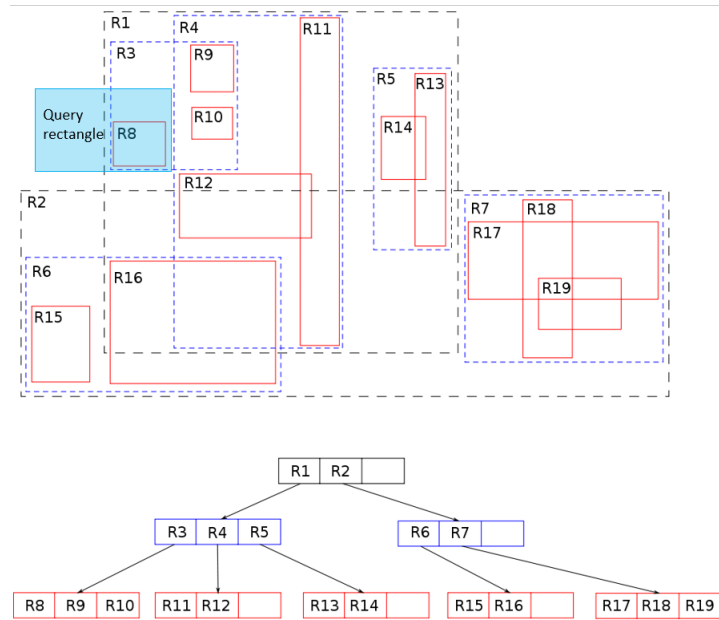 R1
R4
R11
R3
R9
R5
R13
Query
rectangle
R10
R14
R8
R12
R2
R7
R18
R17
R6
R16
R19
R15
R1 R2
R3 R4 R5
R6 R7
R8 R9 R10
R11 R12
R13 R14
R15 R16
R17 R18 R19